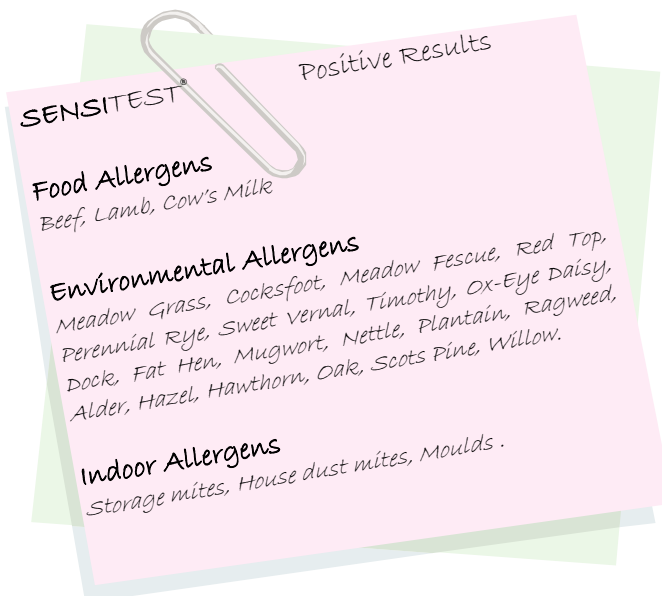 Positive Results
SENSITEST®
Food Allergens
Beef, Lamb, Cow's Milk
Environmental Allergens
Meadow Grass, Cocksfoot, Meadow Fescue, Red Top,
Perennial Rye, Sweet Vernal, Timothy, Ox-Eye Daisy,
Dock, Fat Hen, Mugwort, Nettle, Plantain, Ragweed,
Alder, Hazel, Hawthorn, Oak, Scots Pine, Willow.
Indoor Allergens
Storage mites, House dust mites, Moulds .